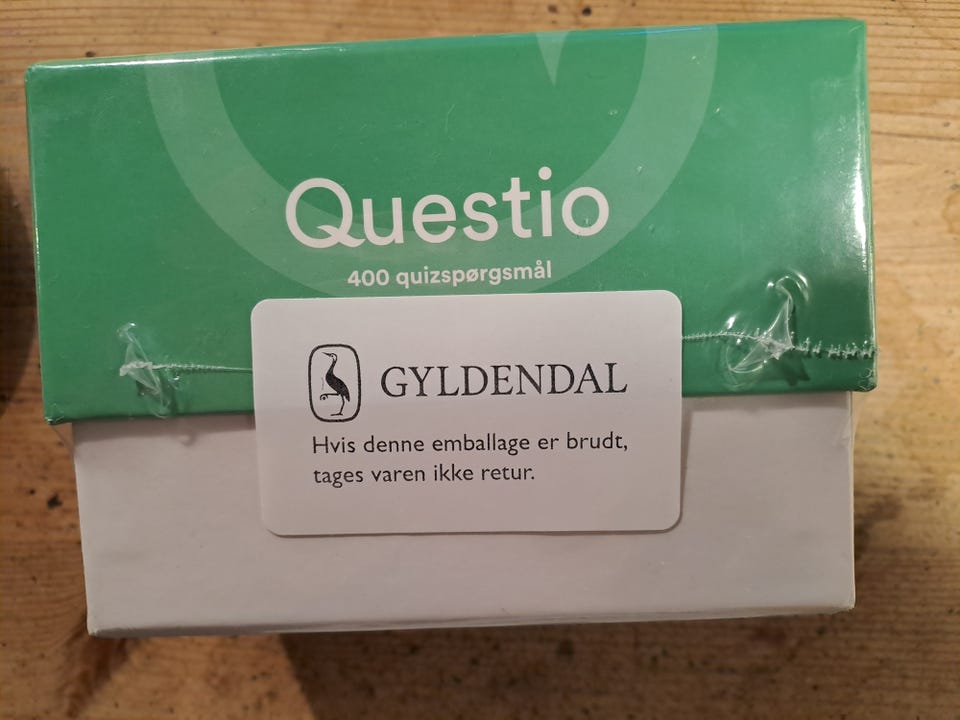 Questio
400 quizspørgsmål
GYLDENDAL
Hvis denne emballage er brudt,
tages varen ikke retur.